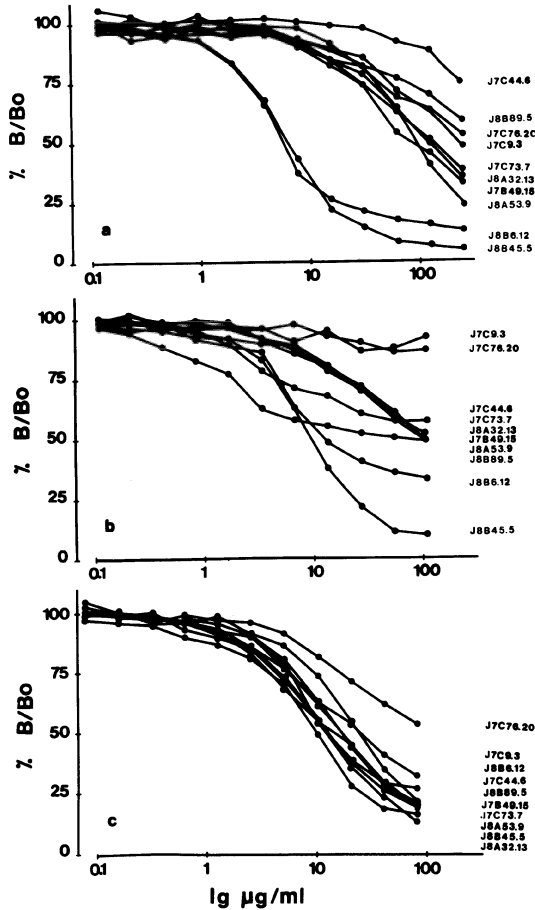 % B/Bo
100
75
50
25
0
a
0.1
1
10
100
J7C44.6
J8B89.5
J7C76.20
J7C9.3
J7C73.7
J8A32.13
J7B49.15
J8A53.9
J8B6.12
J8B45.5
% B/Bo
100
75
50
25
0
b
0.1
1
10
100
J7C9.3
J7C76.20
J7C44.6
J7C73.7
J8A32.13
J7B49.15
J8A53.9
J8B89.5
J8B6.12
J8B45.5
% B/Bo
100
75
50
25
0
c
0.1
1
10
100
J7C76.20
J7C9.3
J8B6.12
J7C44.6
J8B89.5
J7B49.15
J7C73.7
J8A53.9
J8B45.5
J8A32.13
Ig µg/ml